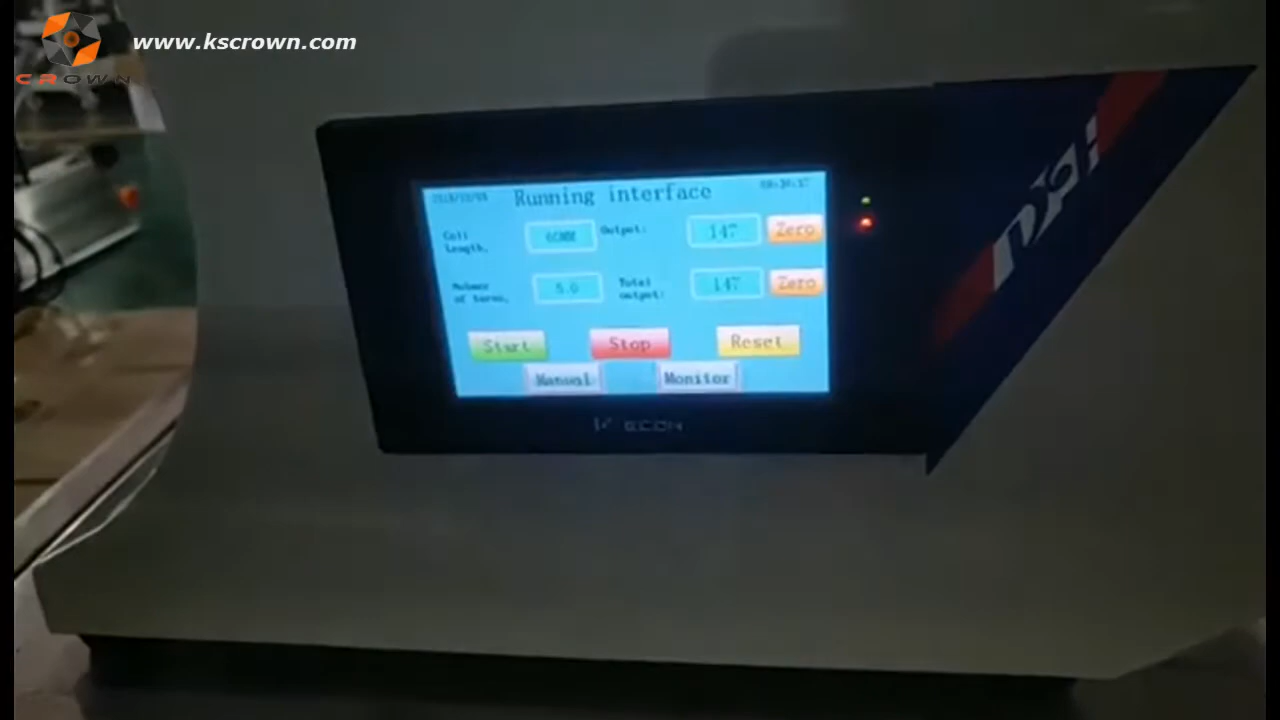 www.kscrown.com
CROWN
Running interface
Coil
Length.
Output:
147
Zero
Number
of turns.
5.0
Total
output:
147
Zero
Start
Stop
Reset
Manual
Monitor